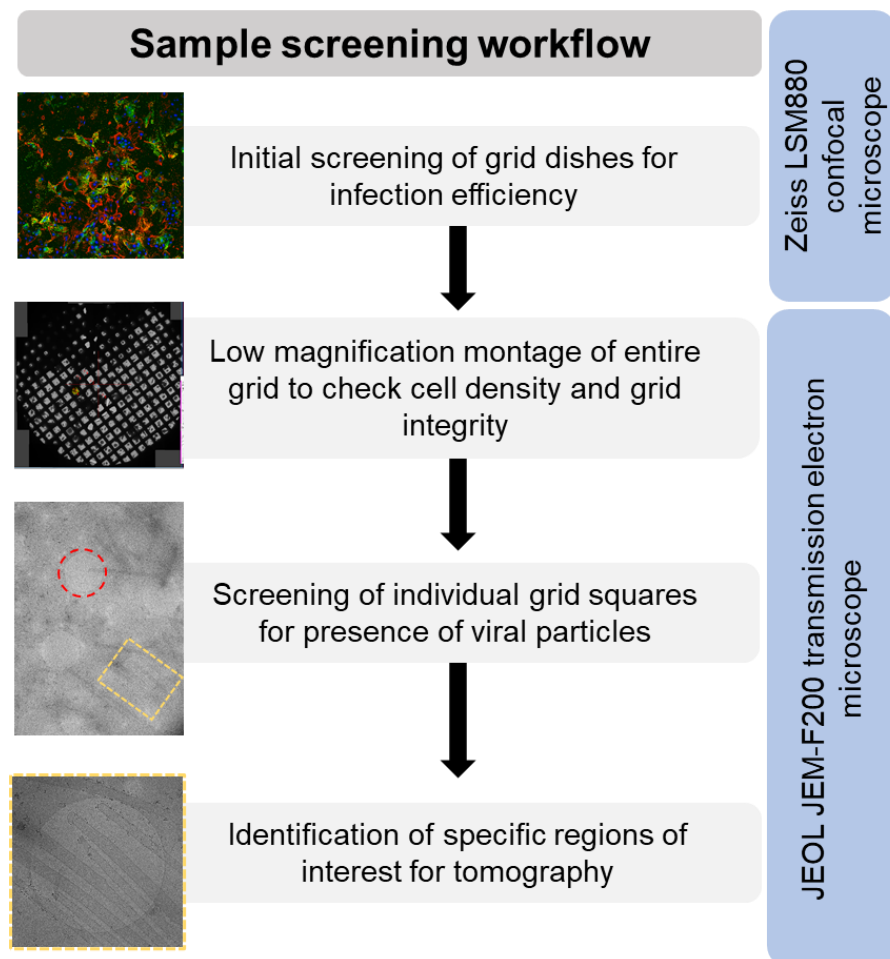 Sample screening workflow
Zeiss LSM880
confocal
microscope
Initial screening of grid dishes for
infection efficiency
Low magnification montage of entire
grid to check cell density and grid
integrity
JEOL JEM-F200 transmission electron
microscope
Screening of individual grid squares
for presence of viral particles
Identification of specific regions of
interest for tomography